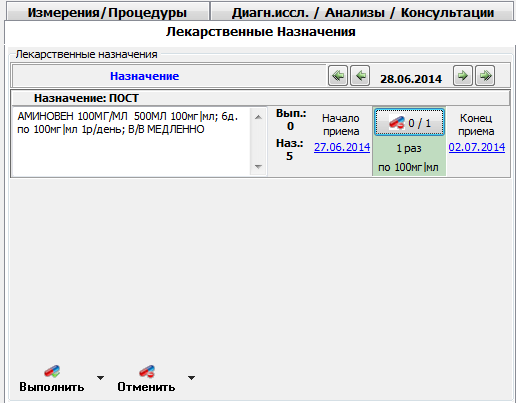 Измерения/Процедуры
Диагн.иссл. / Анализы / Консультации
Лекарственные Назначения
Лекарственные назначения
Назначение
28.06.2014
Назначение: ПОСТ
АМИНОВЕН 100МГ/МЛ 500МЛ 100мг|мл; 6д.
по 100мг|мл 1р/день; В/В МЕДЛЕННО
Вып.:
0
Наз.:
5
Начало
приема
27.06.2014
0 / 1
1 раз
по 100мг|мл
Конец
приема
02.07.2014
Выполнить
Отменить